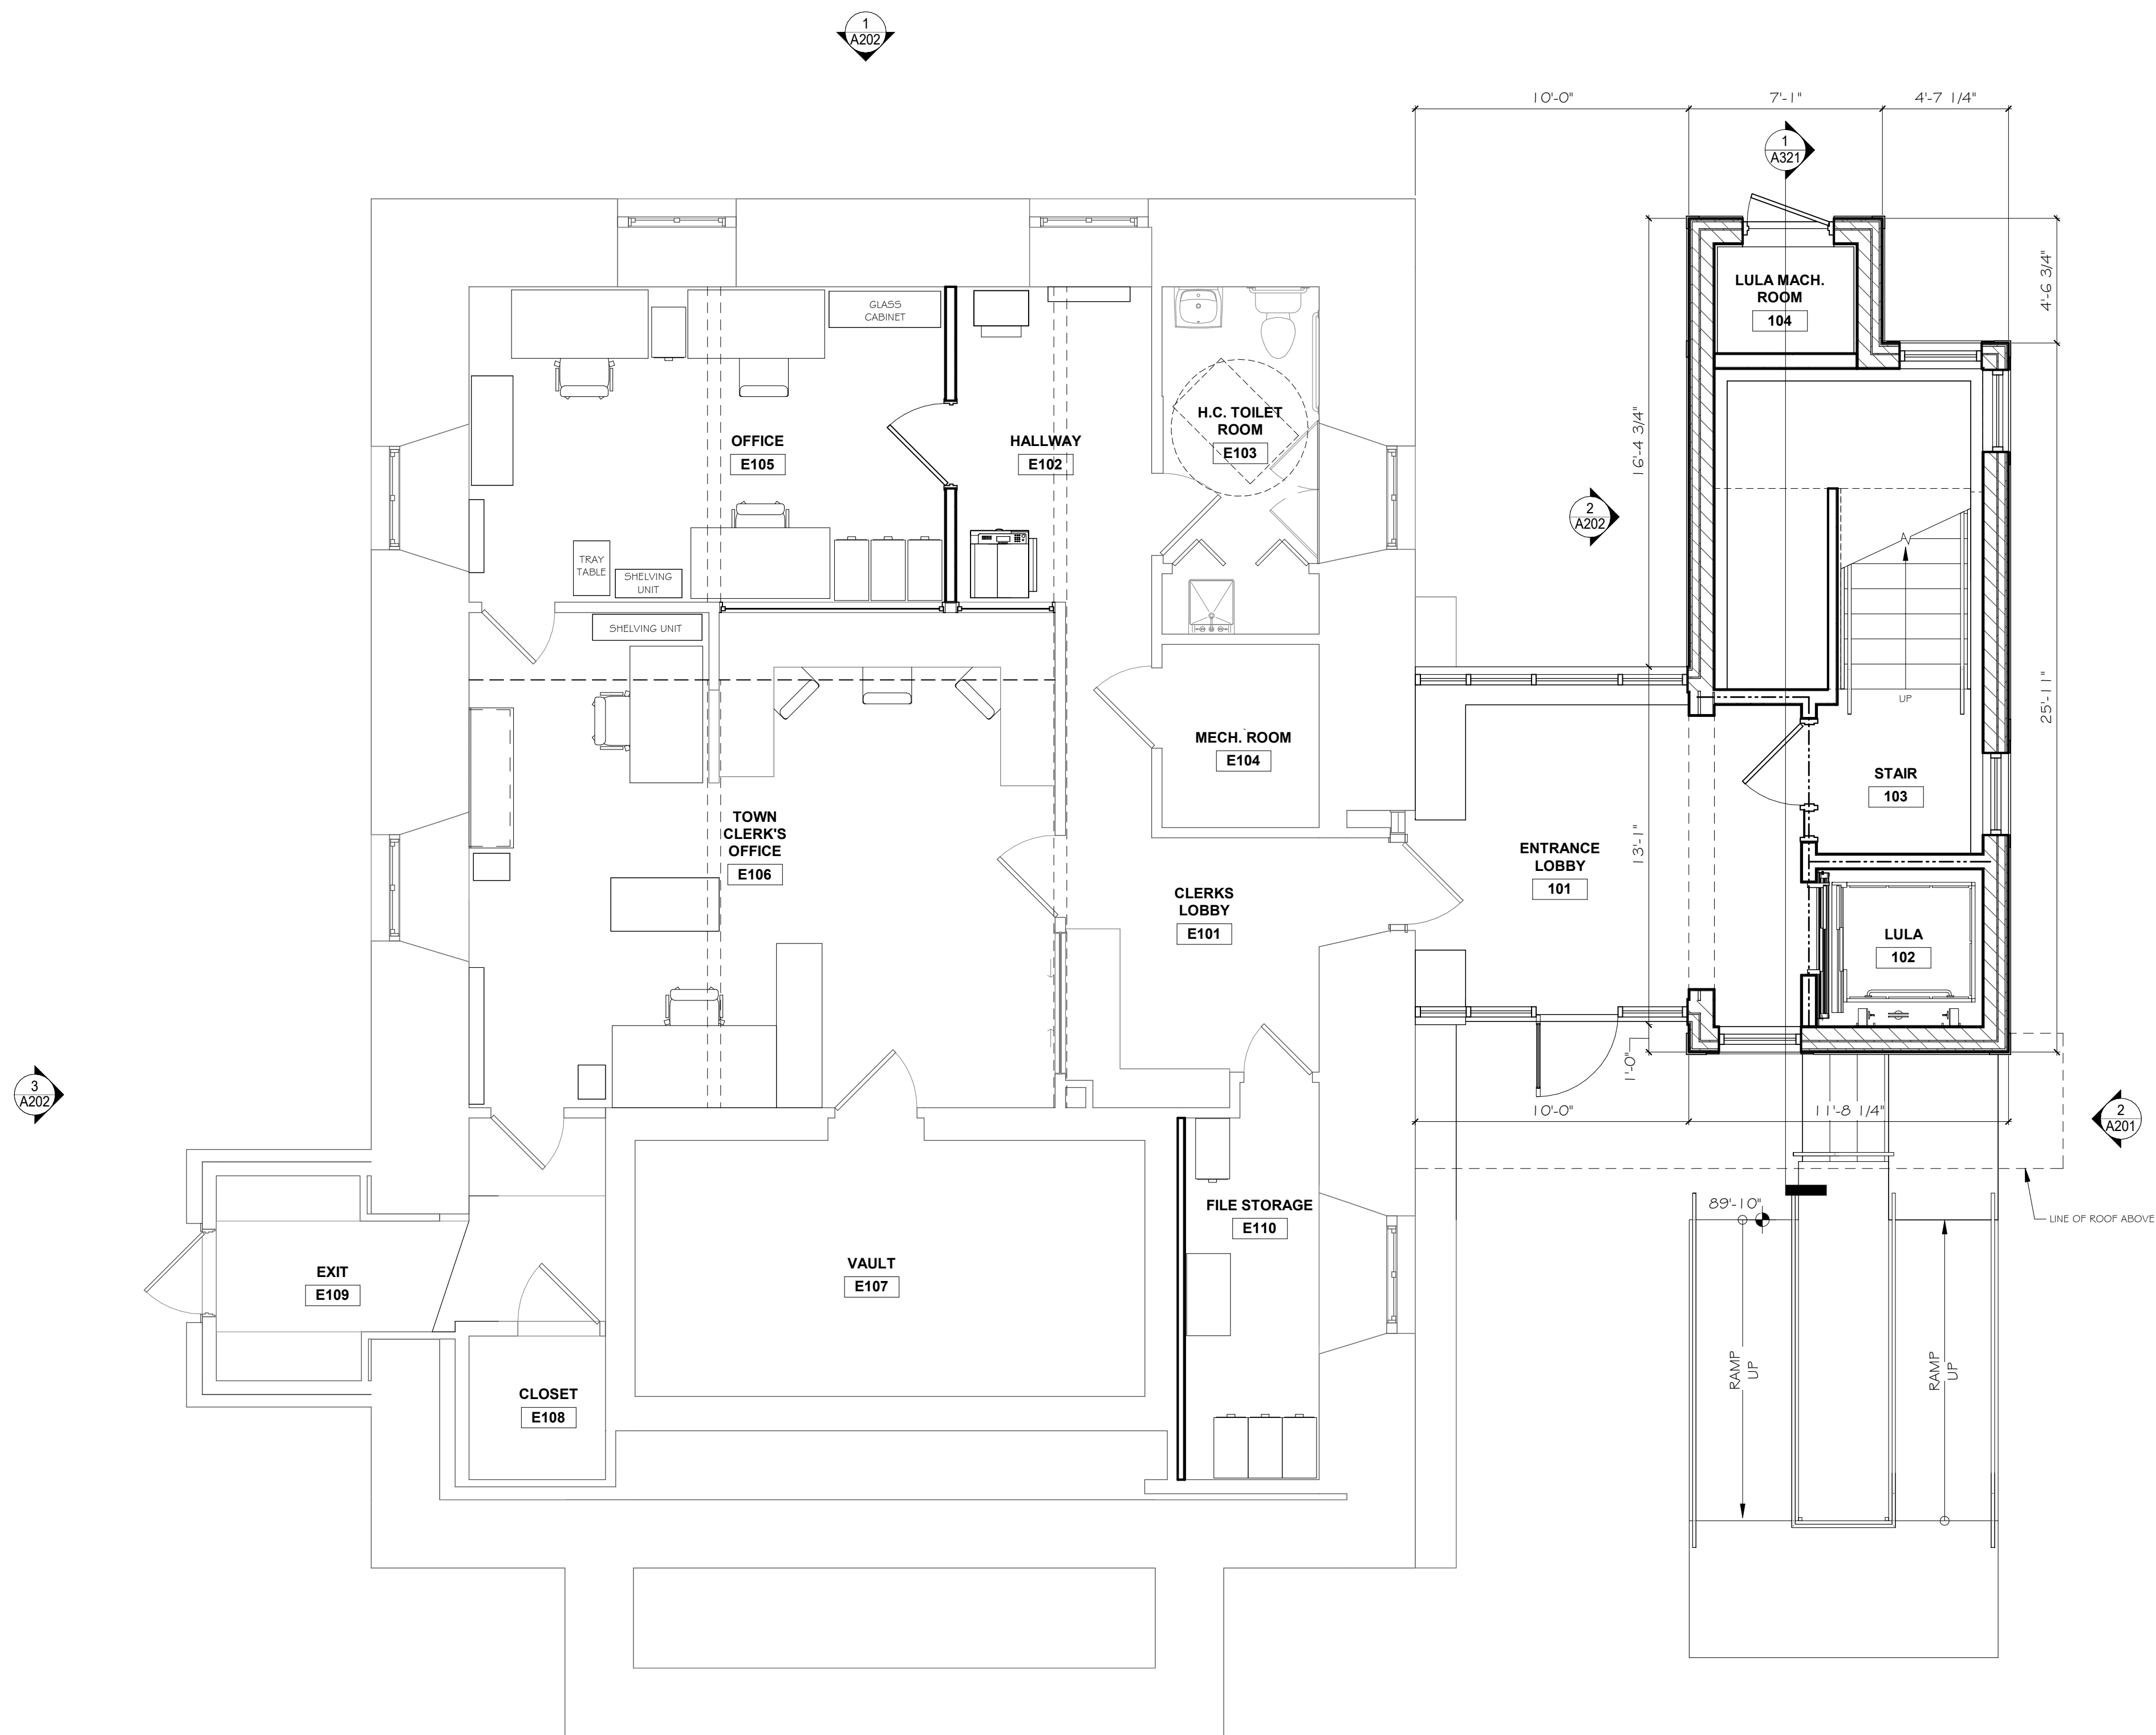 1
A202
10'-0"
7'-1"
4'-7 1/4"
1
A321
LULA MACH.
ROOM
104
4'-6 3/4"
GLASS
CABINET
16'-4 3/4"
H.C. TOILET
ROOM
E103
OFFICE
E105
HALLWAY
E102
2
A202
TRAY
TABLE
SHELVING
UNIT
SHELVING UNIT
UP
25'-11"
MECH. ROOM
E104
STAIR
103
TOWN
CLERK'S
OFFICE
E106
13'-1"
ENTRANCE
LOBBY
101
CLERKS
LOBBY
E101
LULA
102
1'-0"
3
A202
10'-0"
11'-8 1/4"
2
A201
FILE STORAGE
E110
89'-10"
LINE OF ROOF ABOVE
EXIT
E109
VAULT
E107
RAMP
UP
RAMP
UP
CLOSET
E108